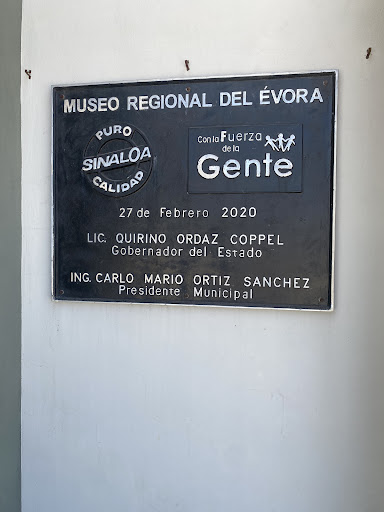 MUSEO REGIONAL DEL ÉVORA
PURO
SINALOA
CALIDAD
Con la Fuerza
de la
Gente
27 de Febrero 2020
LIC. QUIRINO ORDAZ COPPEL
Gobernador del Estado
ING. CARLO MARIO ORTIZ SANCHEZ
Presidente Municipal